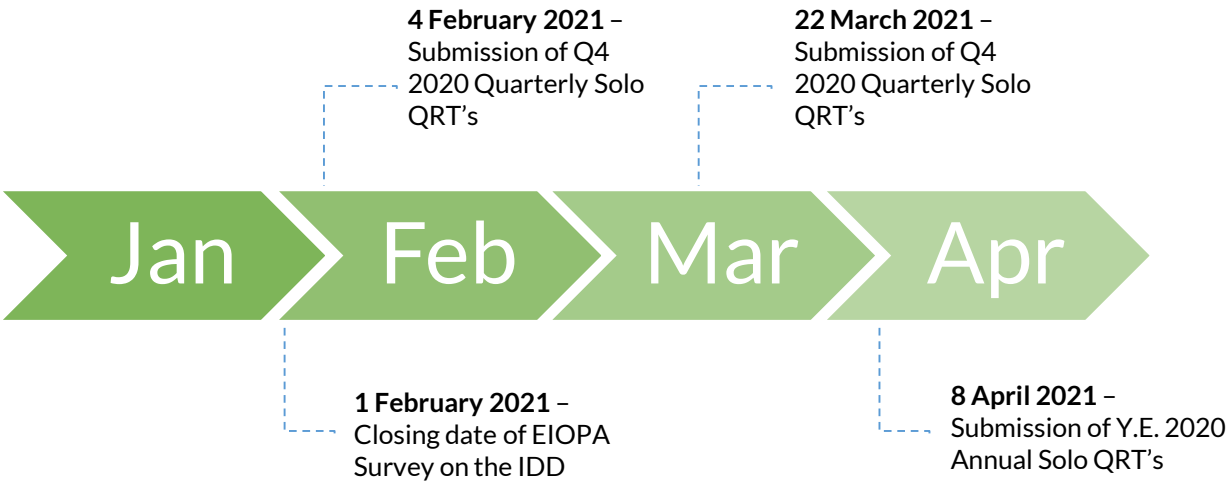 4 February 2021 –
Submission of Q4
2020 Quarterly Solo
QRT’s
22 March 2021 –
Submission of Q4
2020 Quarterly Solo
QRT’s
Jan
Feb
Mar
Apr
1 February 2021 –
Closing date of EIOPA
Survey on the IDD
8 April 2021 –
Submission of Y.E. 2020
Annual Solo QRT’s